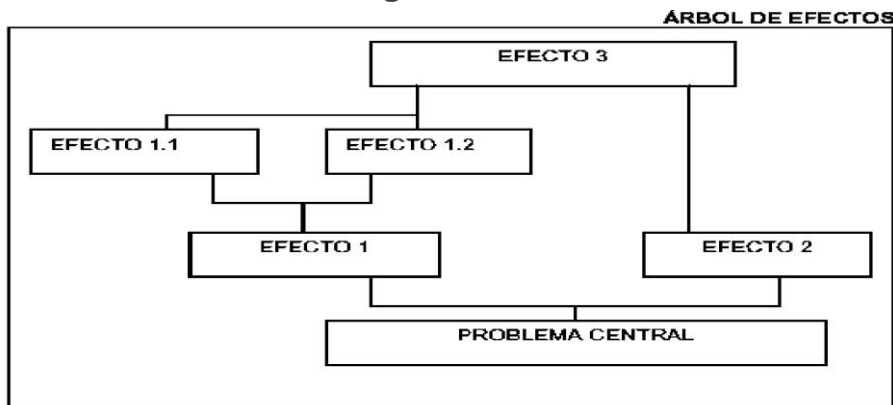 ÁRBOL DE EFECTOS
EFECTO 3
EFECTO 1.1
EFECTO 1.2
EFECTO 1
EFECTO 2
PROBLEMA CENTRAL